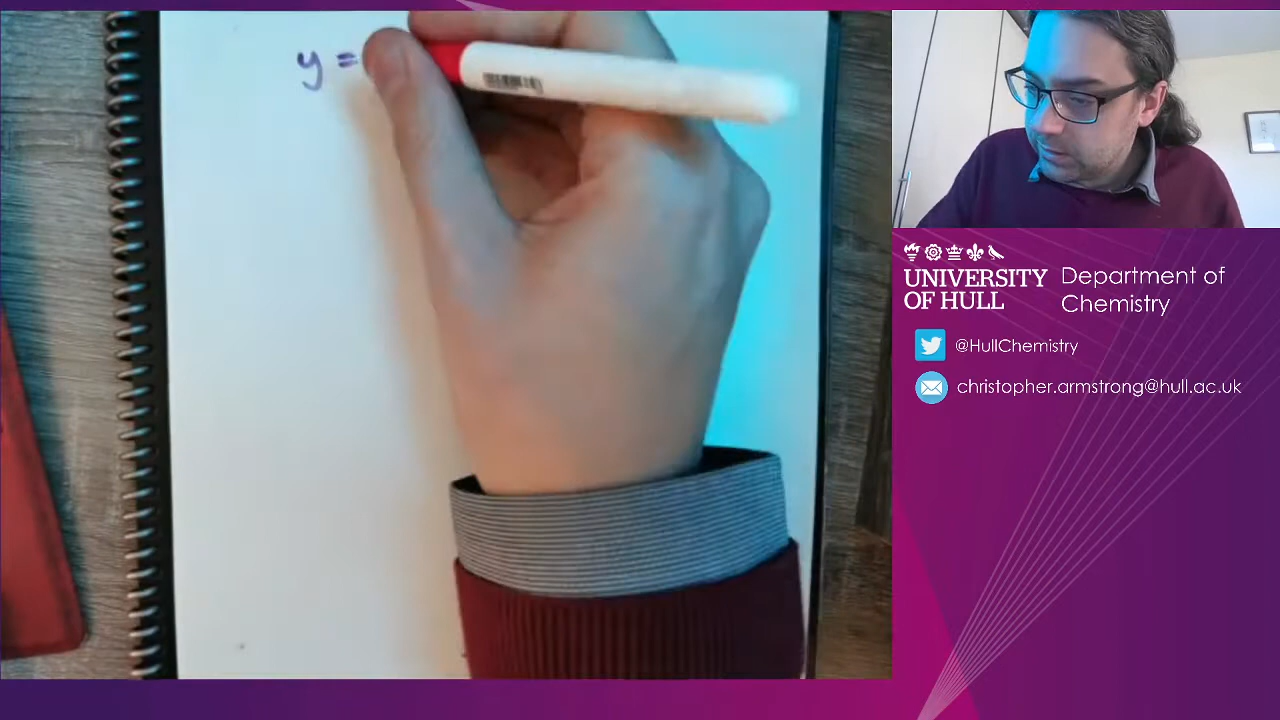 y =
UNIVERSITY
OF HULL
Department of
Chemistry
@HullChemistry
christopher.armstrong@hull.ac.uk